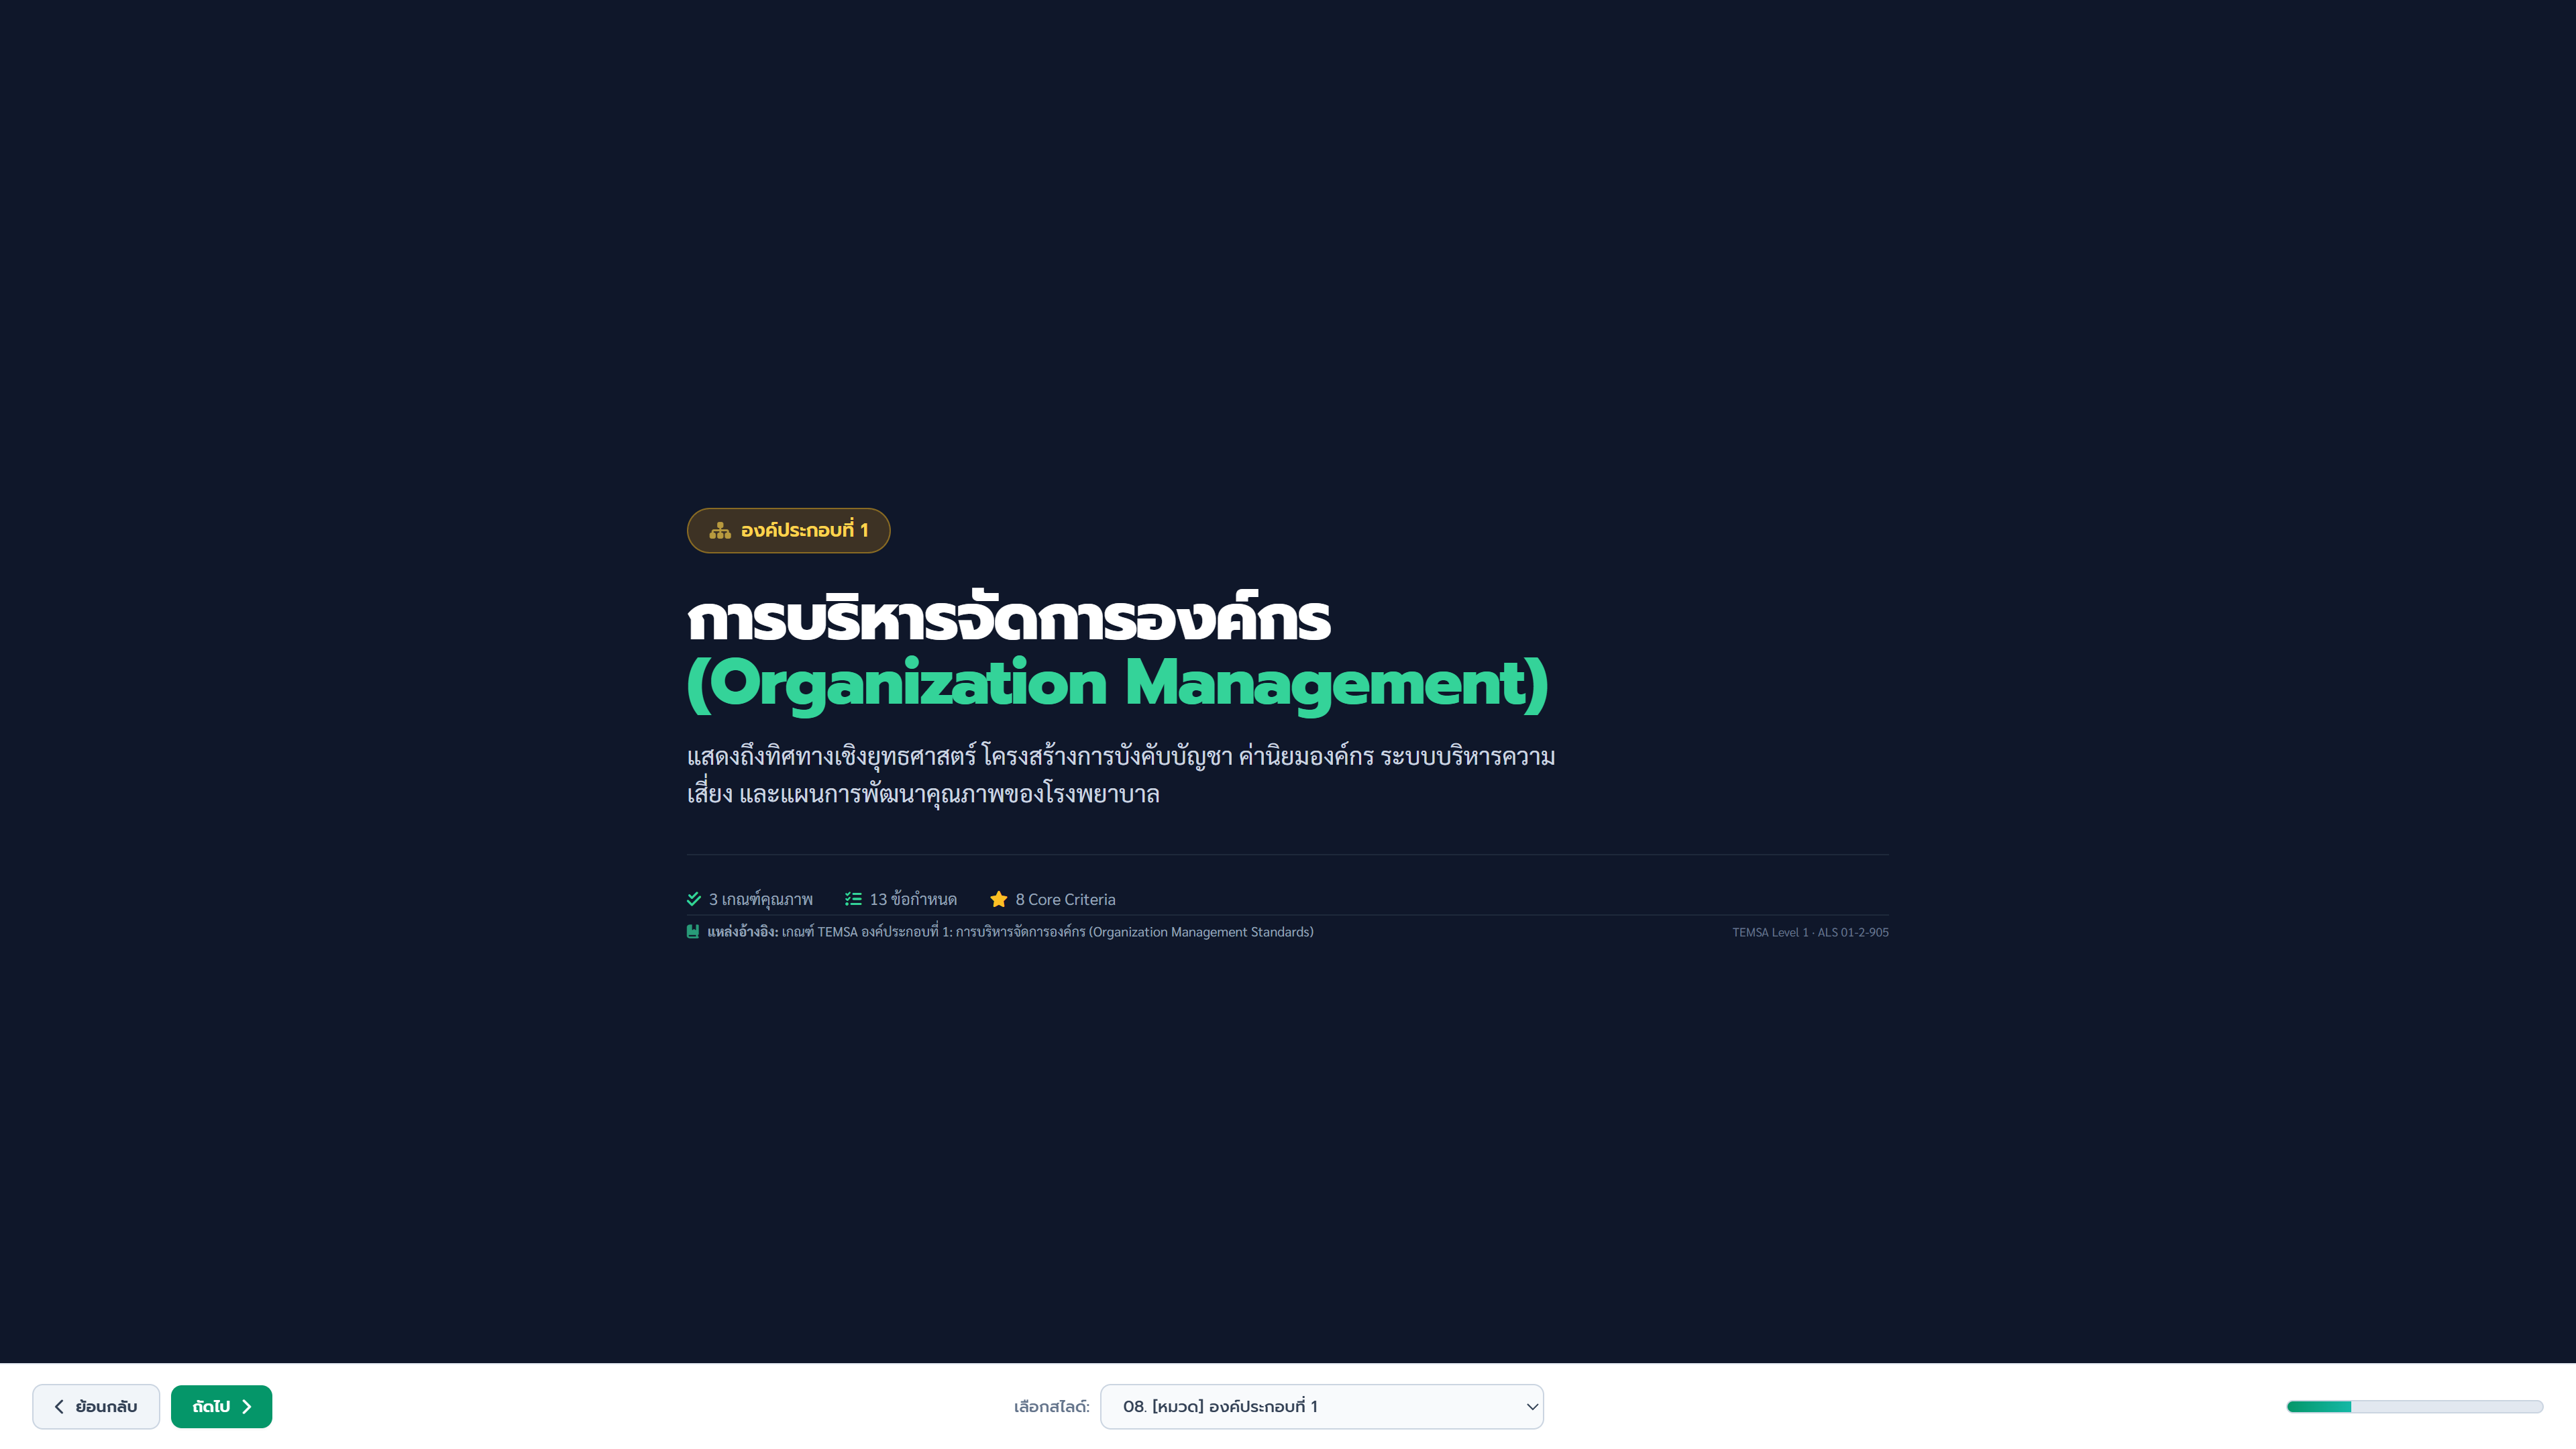 องค์ประกอบที่ 1
การบริหารจัดการองค์กร
(Organization Management)
แสดงถึงทิศทางเชิงยุทธศาสตร์ โครงสร้างการบังคับบัญชา ค่านิยมองค์กร ระบบบริหารความ
เสี่ยง และแผนการพัฒนาคุณภาพของโรงพยาบาล
3 เกณฑ์คุณภาพ 13 ข้อกำหนด 8 Core Criteria
แหล่งอ้างอิง: เกณฑ์ TEMSA องค์ประกอบที่ 1: การบริหารจัดการองค์กร (Organization Management Standards) TEMSA Level 1 · ALS 01-2-905
ย้อนกลับ ถัดไป เลือกสไลด์: 08. [หมวด] องค์ประกอบที่ 1